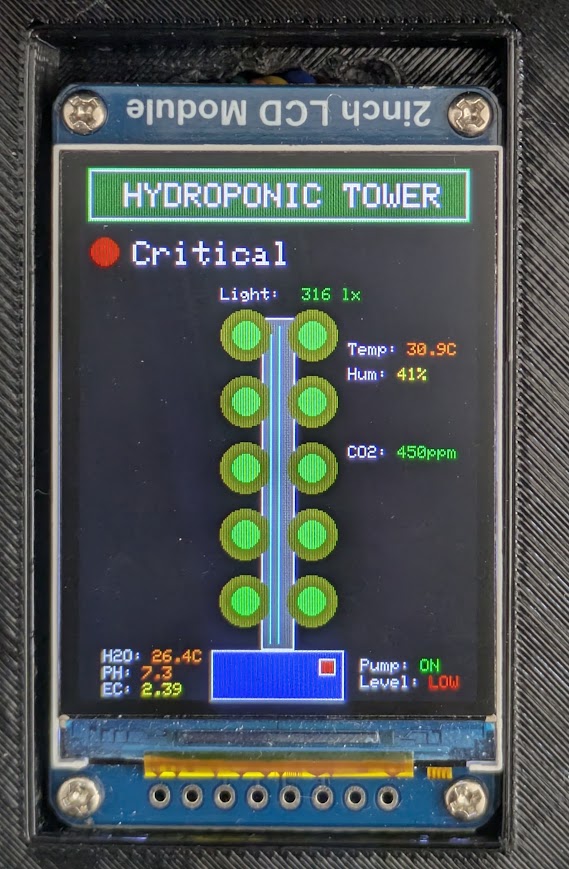 2inch LCD Module
HYDROPONIC TOWER
Critical
Light: 316 lx
Temp: 30.9C
Hum: 41%
CO2: 450ppm
H2O: 26.4C
PH: 7.3
EC: 2.39
Pump: ON
Level: LOW